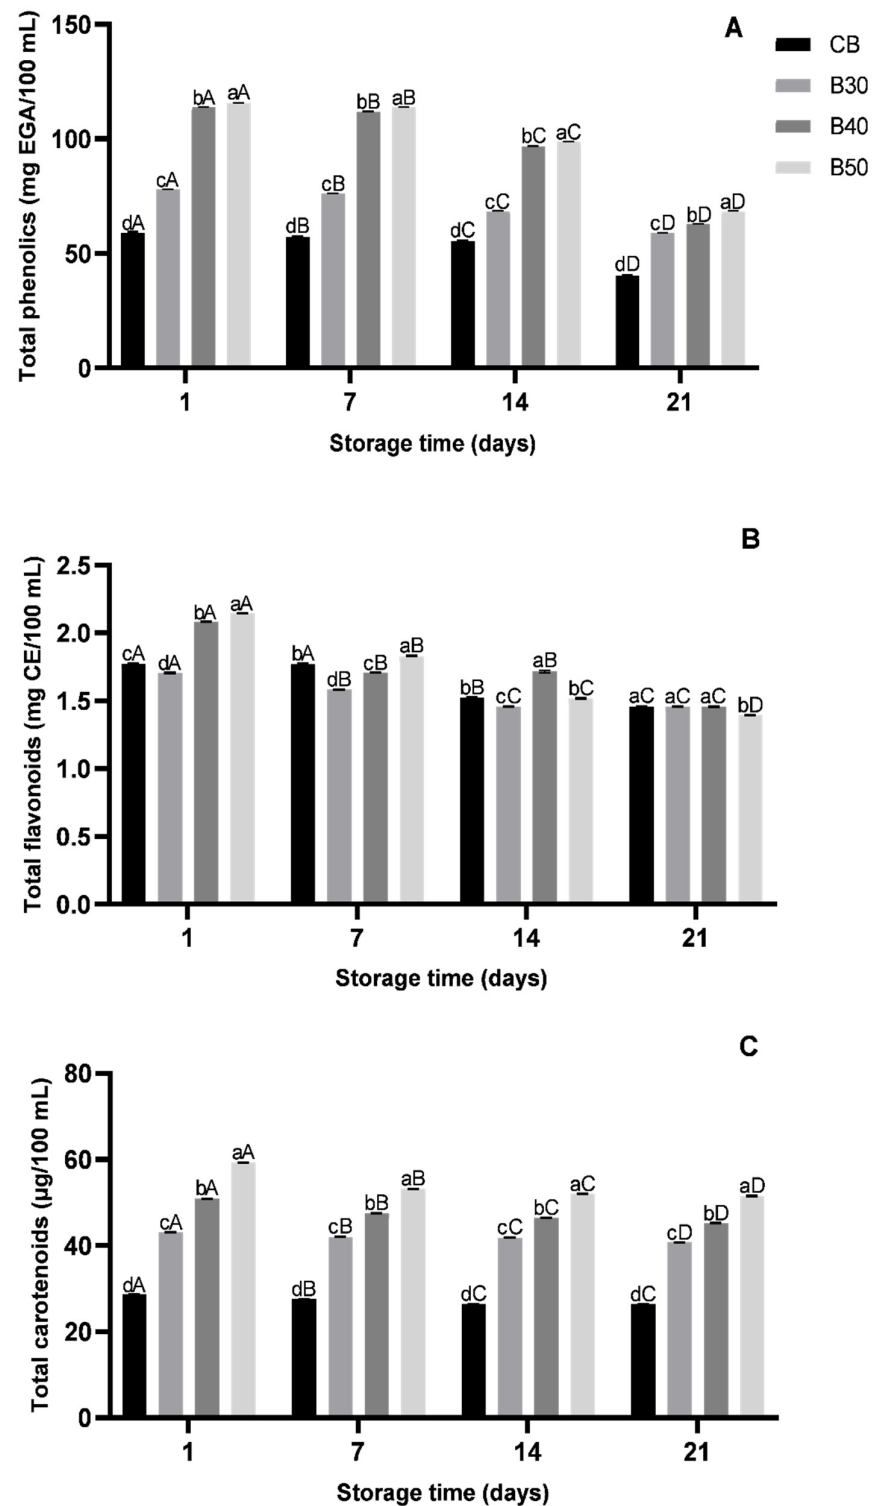 A
CB
B30
B40
B50
Total phenolics (mg EGA/100 mL)
150
100
50
0
dA cA bA aA
dB cB bB aB
dC cC bC aC
dD cD bD aD
1 7 14 21
Storage time (days)
B
Total flavonoids (mg CE/100 mL)
2.5
2.0
1.5
1.0
0.5
0.0
cA dA bA aA
bA dB cB aB
bB cC aB bC
aC aC aC bD
1 7 14 21
Storage time (days)
C
Total carotenoids (µg/100 mL)
80
60
40
20
0
dA cA bA aA
dB cB bB aB
dC cC bC aC
dC cD bD aD
1 7 14 21
Storage time (days)